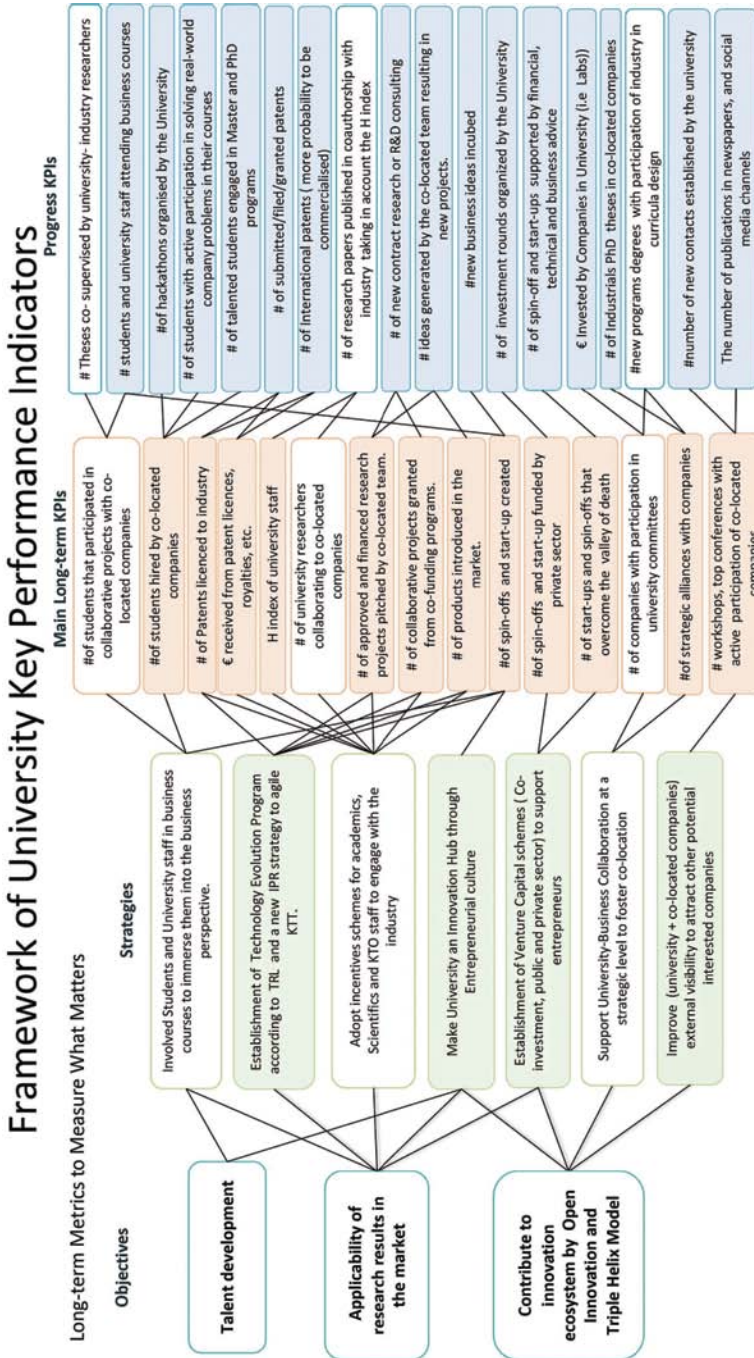 Framework of University Key Performance Indicators
Long-term Metrics to Measure What Matters
Objectives
Talent development
Applicability of
research results in
the market
Contribute to
innovation
ecosystem by Open
Innovation and
Triple Helix Model
Strategies
Involved Students and University staff in business
courses to immerse them into the business
perspective.
Establishment of Technology Evolution Program
according to TRL and a new IPR strategy to agile
KTT.
Adopt incentives schemes for academics,
Scientifics and KTO staff to engage with the
industry
Make University an Innovation Hub through
Entrepreneurial culture
Establishment of Venture Capital schemes ( Co-
investment, public and private sector) to support
entrepreneurs
Support University-Business Collaboration at a
strategic level to foster co-location
Improve (university + co-located companies)
external visibility to attract other potential
interested companies
Main Long-term KPIs
#of students that participated in
collaborative projects with co-
located companies
#of students hired by co-located
companies
# of Patents licenced to industry
€ received from patent licences,
royalties, etc.
H index of university staff
# of university researchers
collaborating to co-located
companies
# of approved and financed research
projects pitched by co-located team.
# of collaborative projects granted
from co-funding programs.
# of products introduced in the
market.
#of spin-offs and start-up created
#of spin-offs and start-up funded by
private sector
# of start-ups and spin-offs that
overcome the valley of death
# of companies with participation in
university committees
#of strategic alliances with companies
# workshops, top conferences with
active participation of co-located
companies
Progress KPIs
# Theses co- supervised by university- industry researchers
# students and university staff attending business courses
#of hackathons organised by the University
# of students with active participation in solving real-world
company problems in their courses
# of talented students engaged in Master and PhD
programs
# of submitted/filed/granted patents
# of International patents ( more probability to be
commercialised)
# of research papers published in coauthorship with
industry taking in account the H index
# of new contract research or R&D consulting
# ideas generated by the co-located team resulting in
new projects.
#new business ideas incubed
# of investment rounds organized by the University
# of spin-off and start-ups supported by financial,
technical and business advice
€ Invested by Companies in University (i.e Labs))
# of Industrials PhD theses in co-located companies
#new programs degrees with participation of industry in
curricula design
#number of new contacts established by the university
The number of publications in newspapers, and social
media channels